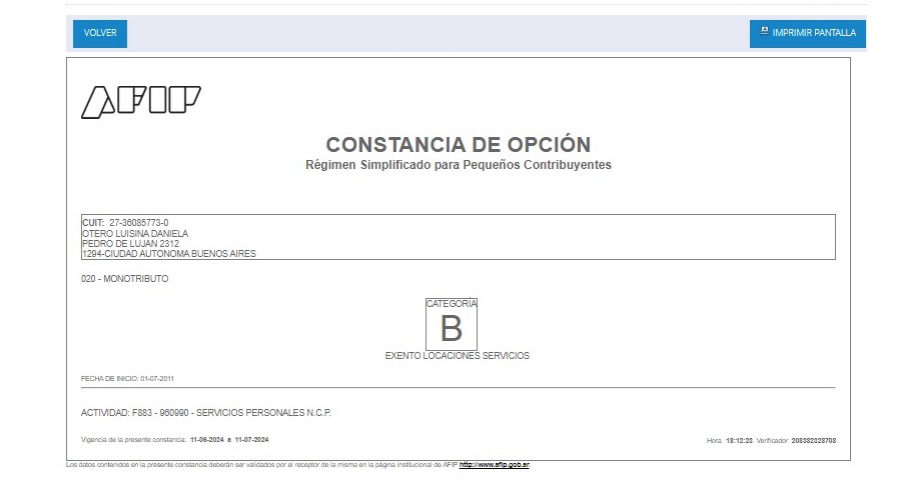 VOLVER
IMPRIMIR PANTALLA
AFIP
CONSTANCIA DE OPCIÓN
Régimen Simplificado para Pequeños Contribuyentes
CUIT: 27-36085773-0
OTERO LUISINA DANIELA
PEDRO DE LUJAN 2312
1294-CIUDAD AUTONOMA BUENOS AIRES
020 - MONOTRIBUTO
CATEGORÍA
B
EXENTO LOCACIONES SERVICIOS
FECHA DE INICIO: 01-07-2011
ACTIVIDAD: F883 - 960990 - SERVICIOS PERSONALES N.C.P.
Vigencia de la presente constancia: 11-06-2024 a 11-07-2024
Hora 18:12:23 Verificador 208382328708
Los datos contenidos en la presente constancia deberán ser validados por el receptor de la misma en la página institucional de AFIP http://www.afip.gob.ar.